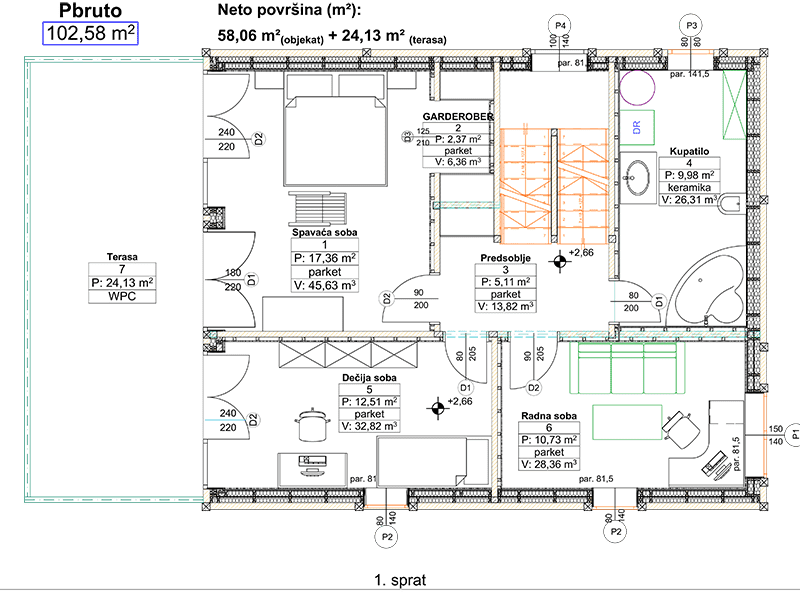 Pbruto
102,58 m²
Neto površina (m²):
58,06 m² (objekat) + 24,13 m² (terasa)
P4
100
140
par. 81,
P3
80
80
par. 141,5
240
220
D2
GARDEROBER
2
P: 2,37 m²
parket
V: 6,36 m³
D3
125
210
DR
Kupatilo
4
P: 9,98 m²
keramika
V: 26,31 m³
Spavaća soba
1
P: 17,36 m²
parket
V: 45,63 m³
Terasa
7
P: 24,13 m²
WPC
180
220
D1
+2,66
Predsoblje
3
P: 5,11 m²
parket
V: 13,82 m³
D2
90
200
80
200
D1
80
205
D1
90
205
D2
Dečija soba
5
P: 12,51 m²
parket
V: 32,82 m³
+2,66
240
220
D2
Radna soba
6
P: 10,73 m²
parket
V: 28,36 m³
150
140
P1
par. 81,5
par. 81
par. 81,5
80
140
P2
80
140
P2
1. sprat